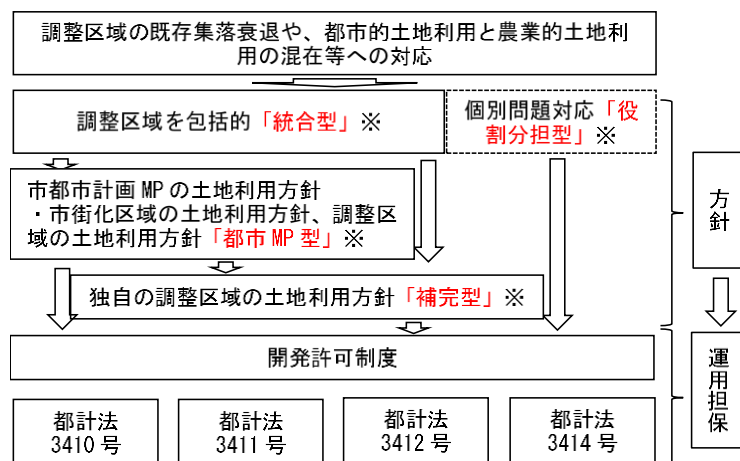 調整区域の既存集落衰退や、都市的土地利用と農業的土地利
用の混在等への対応
調整区域を包括的「統合型」※
個別問題対応「役
割分担型」※
市都市計画 MP の土地利用方針
・市街化区域の土地利用方針、調整区
域の土地利用方針「都市 MP 型」※
独自の調整区域の土地利用方針「補完型」※
方針
開発許可制度
運用担保
都計法
3410 号
都計法
3411 号
都計法
3412 号
都計法
3414 号